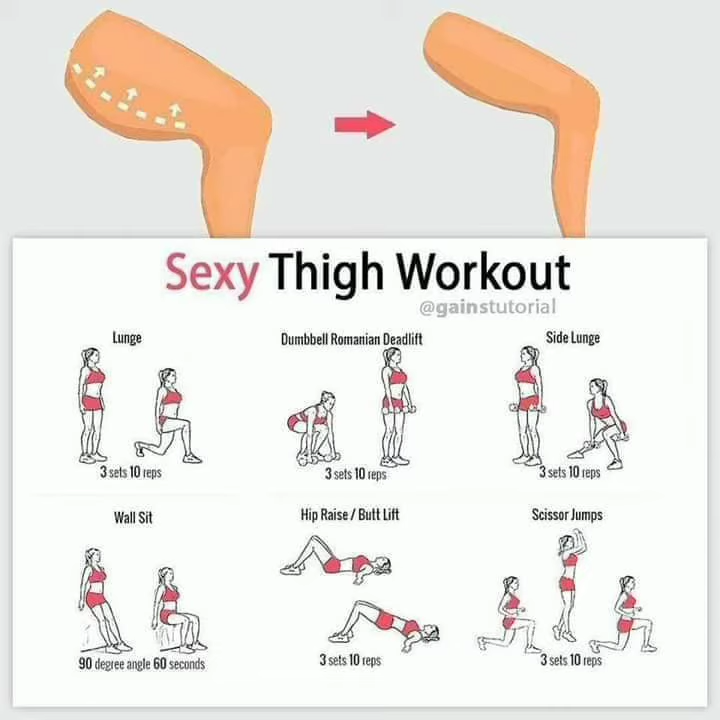 Sexy Thigh Workout
@gainstutorial
Lunge
3 sets 10 reps
Dumbbell Romanian Deadlift
3 sets 10 reps
Side Lunge
3 sets 10 reps
Wall Sit
90 degree angle 60 seconds
Hip Raise / Butt Lift
3 sets 10 reps
Scissor Jumps
3 sets 10 reps